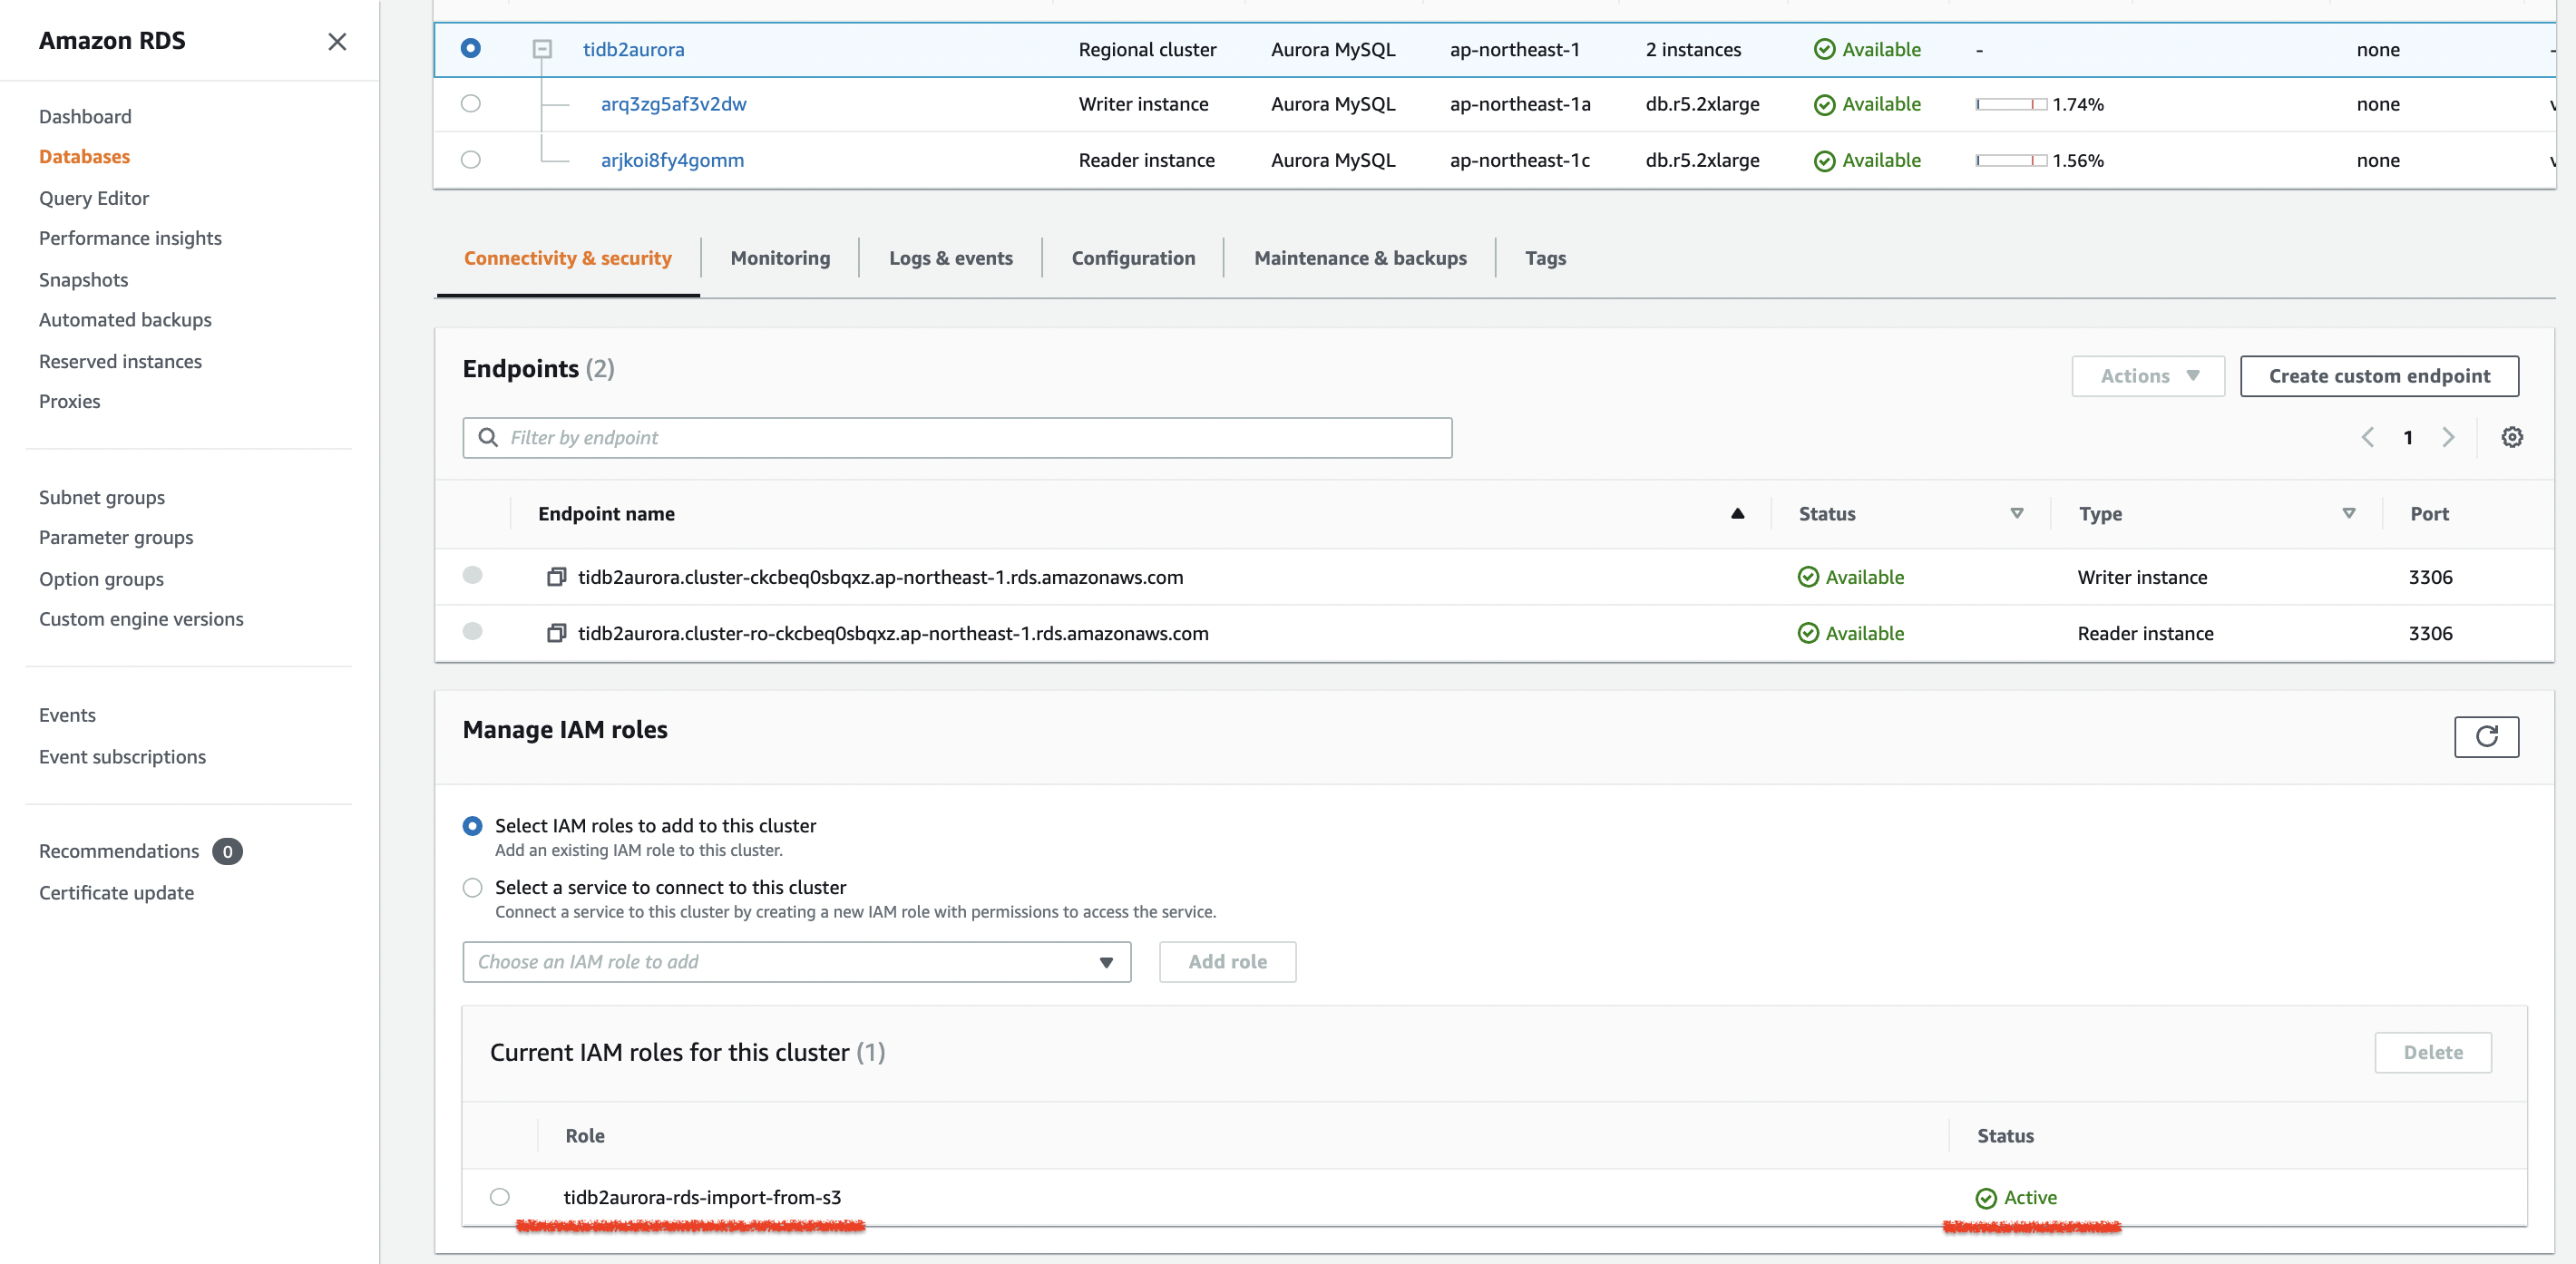 Amazon RDS
Dashboard
Databases
Query Editor
Performance insights
Snapshots
Automated backups
Reserved instances
Proxies
Subnet groups
Parameter groups
Option groups
Custom engine versions
Events
Event subscriptions
Recommendations 0
Certificate update
tidb2aurora Regional cluster Aurora MySQL ap-northeast-1 2 instances Available - none -
arq3zg5af3v2dw Writer instance Aurora MySQL ap-northeast-1a db.r5.2xlarge Available 1.74% none
arjkoi8fy4gomm Reader instance Aurora MySQL ap-northeast-1c db.r5.2xlarge Available 1.56% none
Connectivity & security Monitoring Logs & events Configuration Maintenance & backups Tags
Endpoints (2)
Actions Create custom endpoint
Filter by endpoint
1
Endpoint name Status Type Port
tidb2aurora.cluster-ckcbeq0sbqxz.ap-northeast-1.rds.amazonaws.com Available Writer instance 3306
tidb2aurora.cluster-ro-ckcbeq0sbqxz.ap-northeast-1.rds.amazonaws.com Available Reader instance 3306
Manage IAM roles
Select IAM roles to add to this cluster
Add an existing IAM role to this cluster.
Select a service to connect to this cluster
Connect a service to this cluster by creating a new IAM role with permissions to access the service.
Choose an IAM role to add Add role
Current IAM roles for this cluster (1)
Delete
Role Status
tidb2aurora-rds-import-from-s3 Active